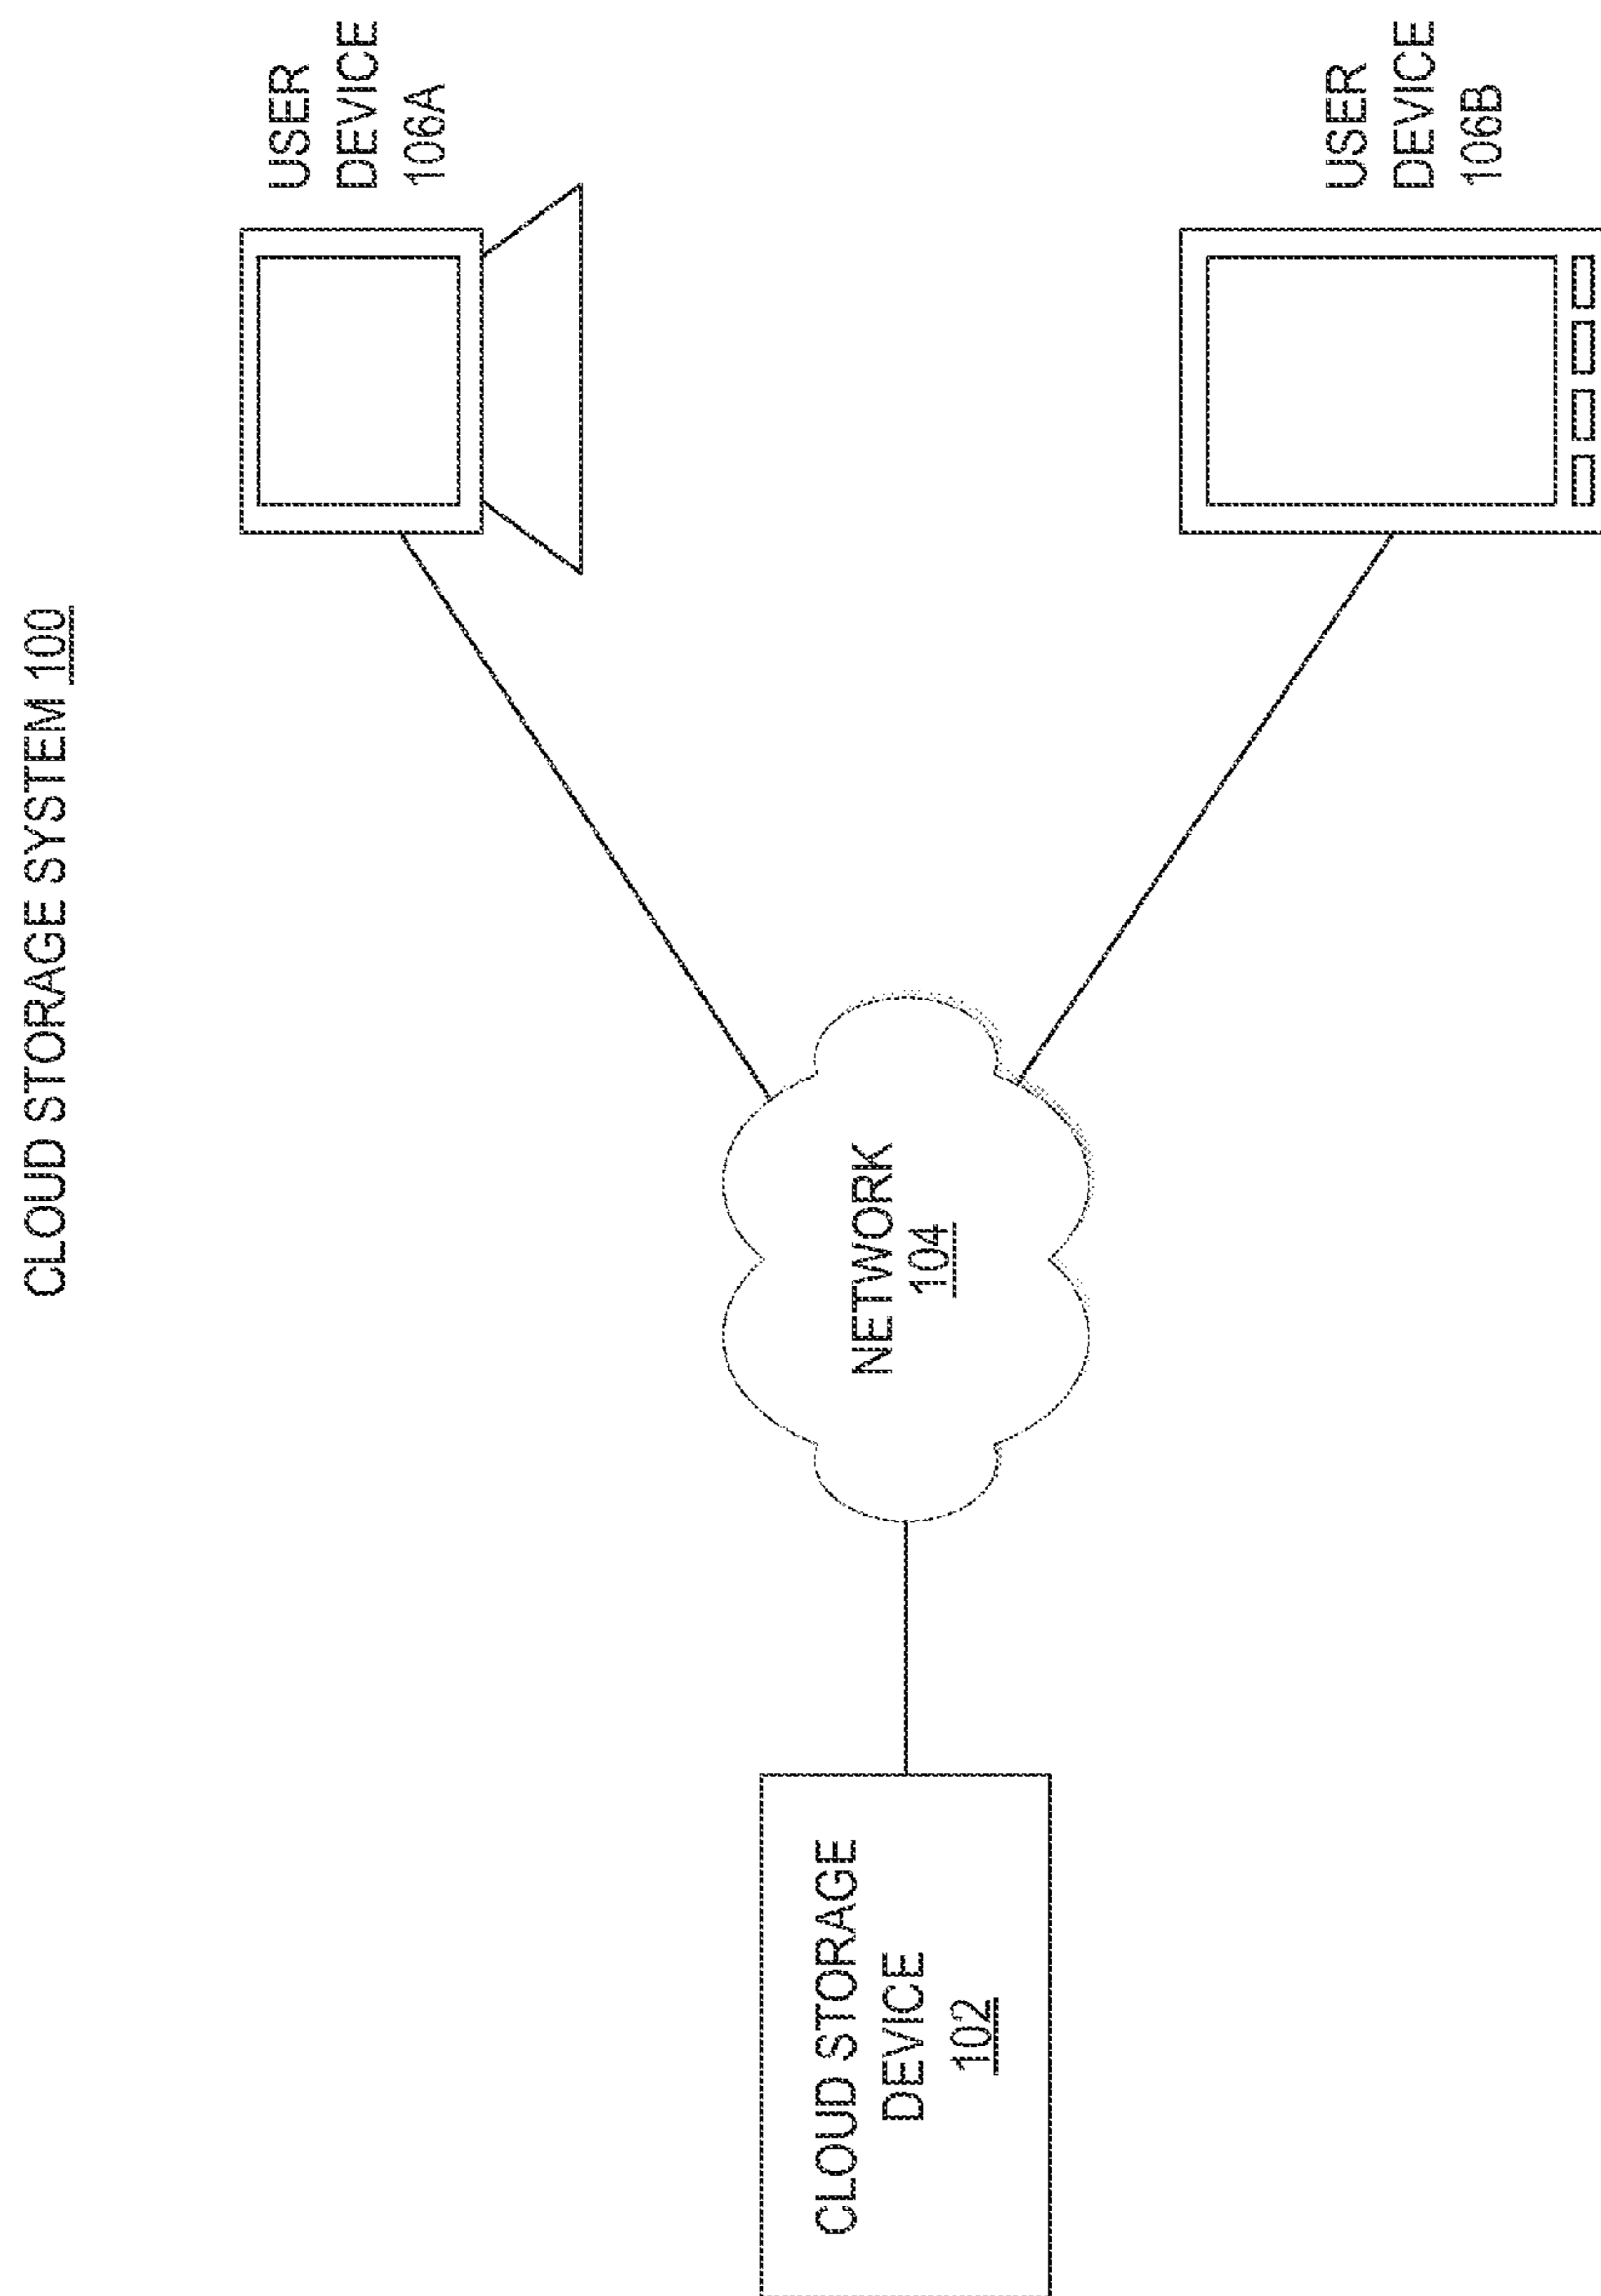 CLOUD STORAGE SYSTEM 100
USER
DEVICE
106A
NETWORK
104
CLOUD STORAGE
DEVICE
102
USER
DEVICE
106B